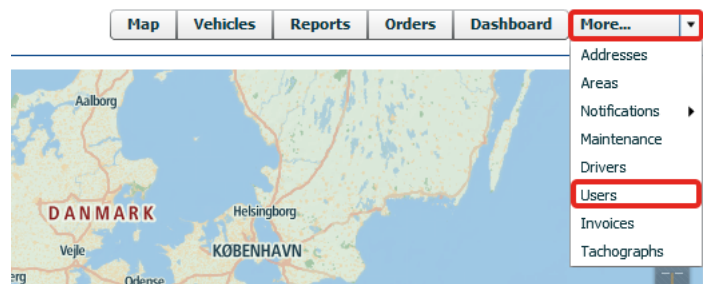 Map Vehicles Reports Orders Dashboard More...
Addresses
Areas
Notifications
Maintenance
Drivers
Users
Invoices
Tachographs
Aalborg
DANMARK
Helsingborg
Vejle
KØBENHAVN
erg
Odense